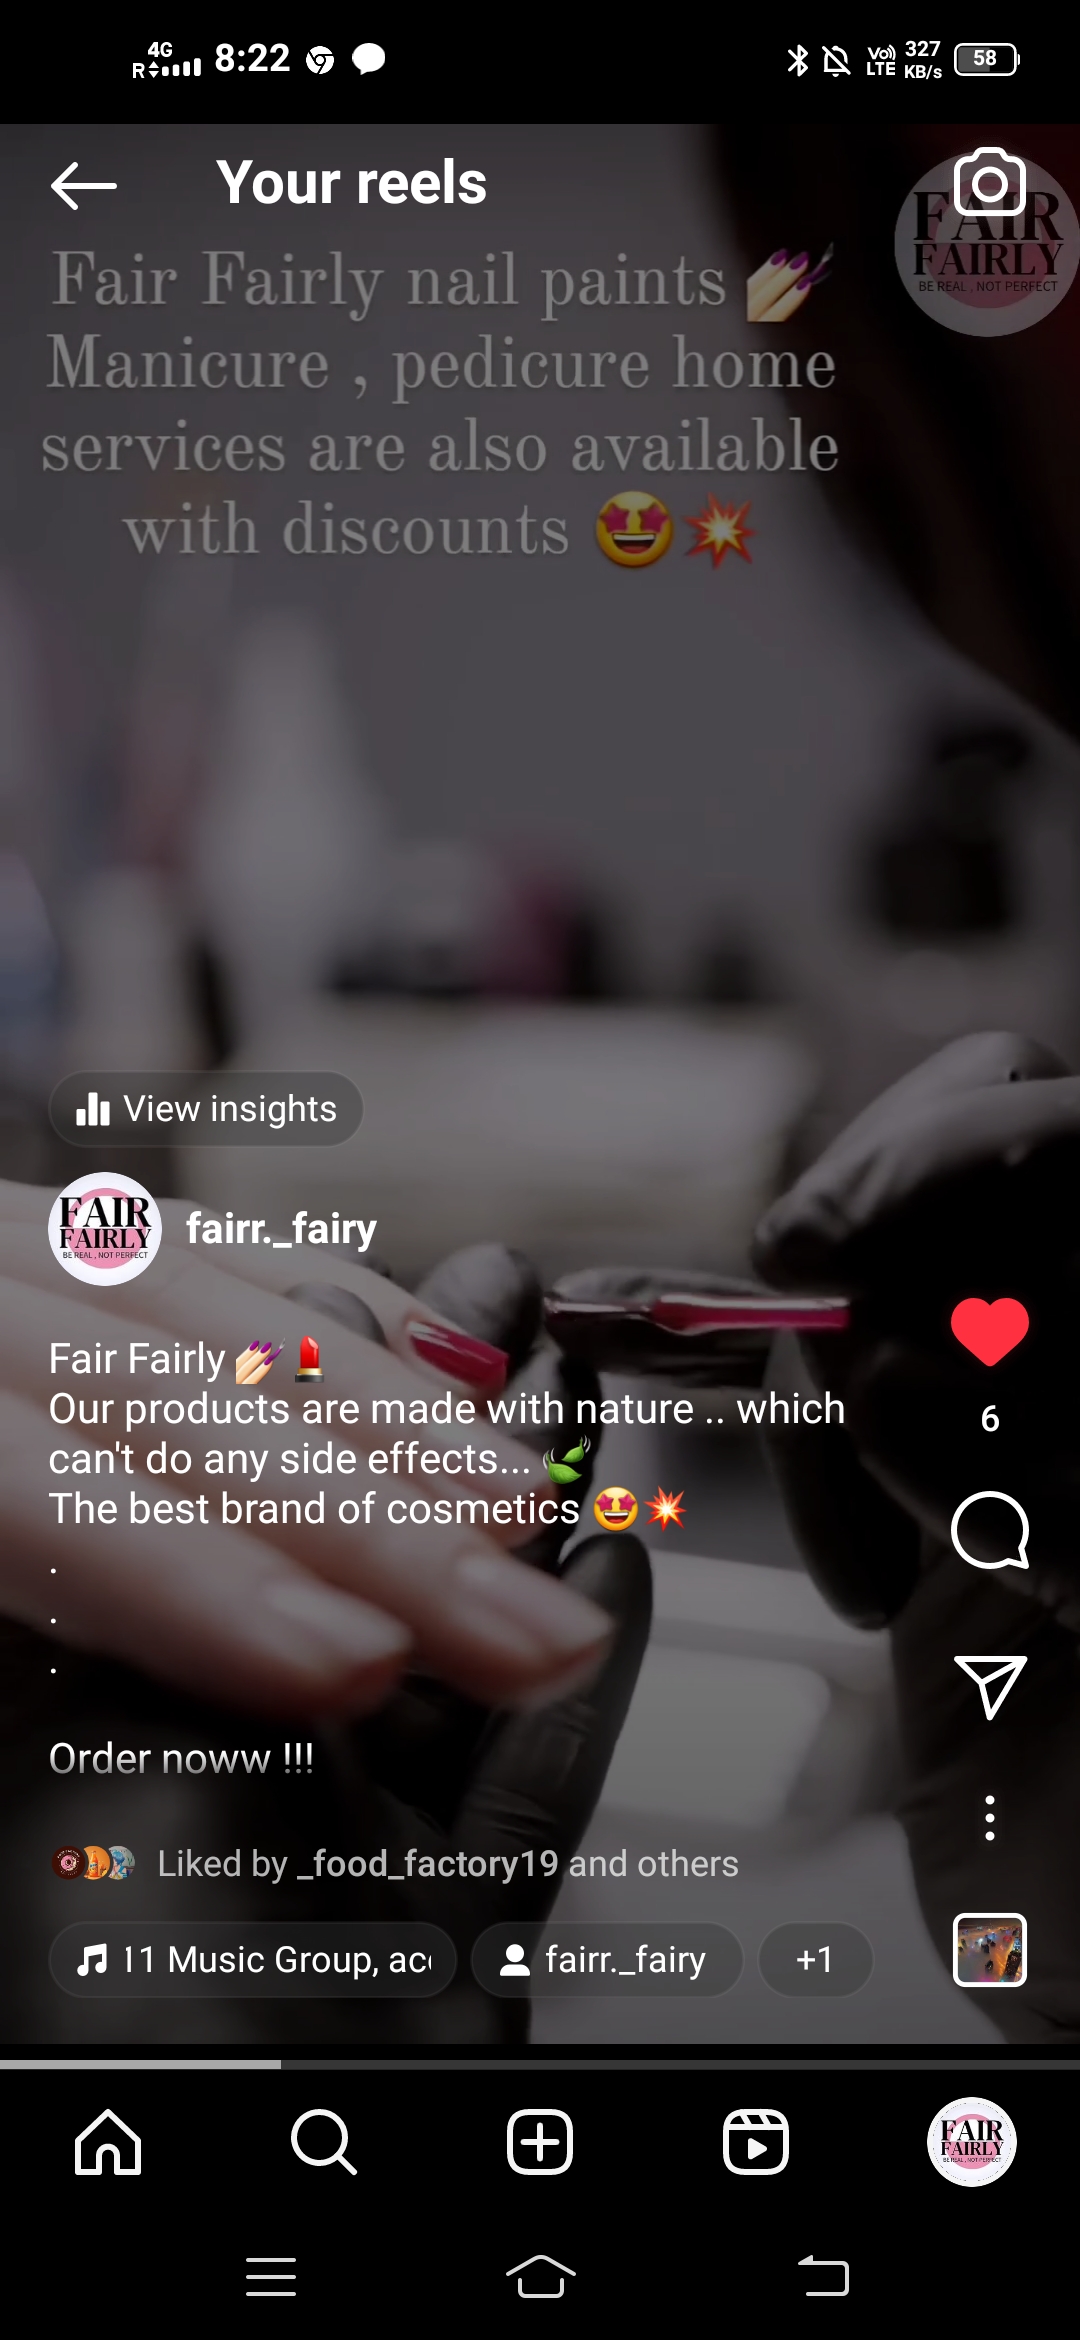 4G
R
8:22
Vo))
LTE
327
KB/s
58
Your reels
FAIR
FAIRLY
BE REAL , NOT PERFECT
Fair Fairly nail paints 💅
Manicure , pedicure home
services are also available
with discounts 🤩💥
View insights
FAIR
FAIRLY
BE REAL , NOT PERFECT
fairr._fairy
Fair Fairly 💅💄
Our products are made with nature .. which
can't do any side effects... 🍃
The best brand of cosmetics 🤩💥
.
.
.
Order noww !!!
6
Liked by _food_factory19 and others
11 Music Group, acc
fairr._fairy
+1
FAIR
FAIRLY
BE REAL , NOT PERFECT